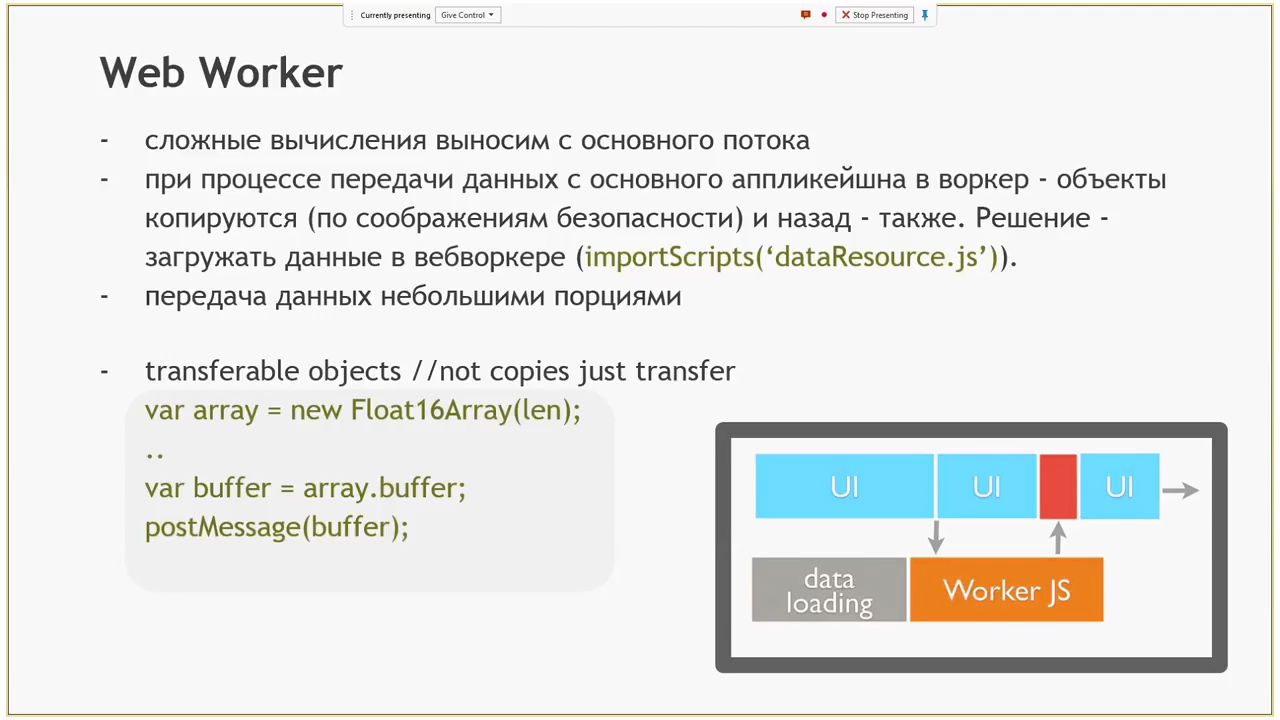 Currently presenting Give Control Stop Presenting
Web Worker
- сложные вычисления выносим с основного потока
- при процессе передачи данных с основного аппликейшна в воркер - объекты
копируются (по соображениям безопасности) и назад - также. Решение -
загружать данные в вебворкере (importScripts(‘dataResource.js’)).
- передача данных небольшими порциями
- transferable objects //not copies just transfer
var array = new Float16Array(len);
..
var buffer = array.buffer;
postMessage(buffer);
UI UI UI
data
loading
Worker JS